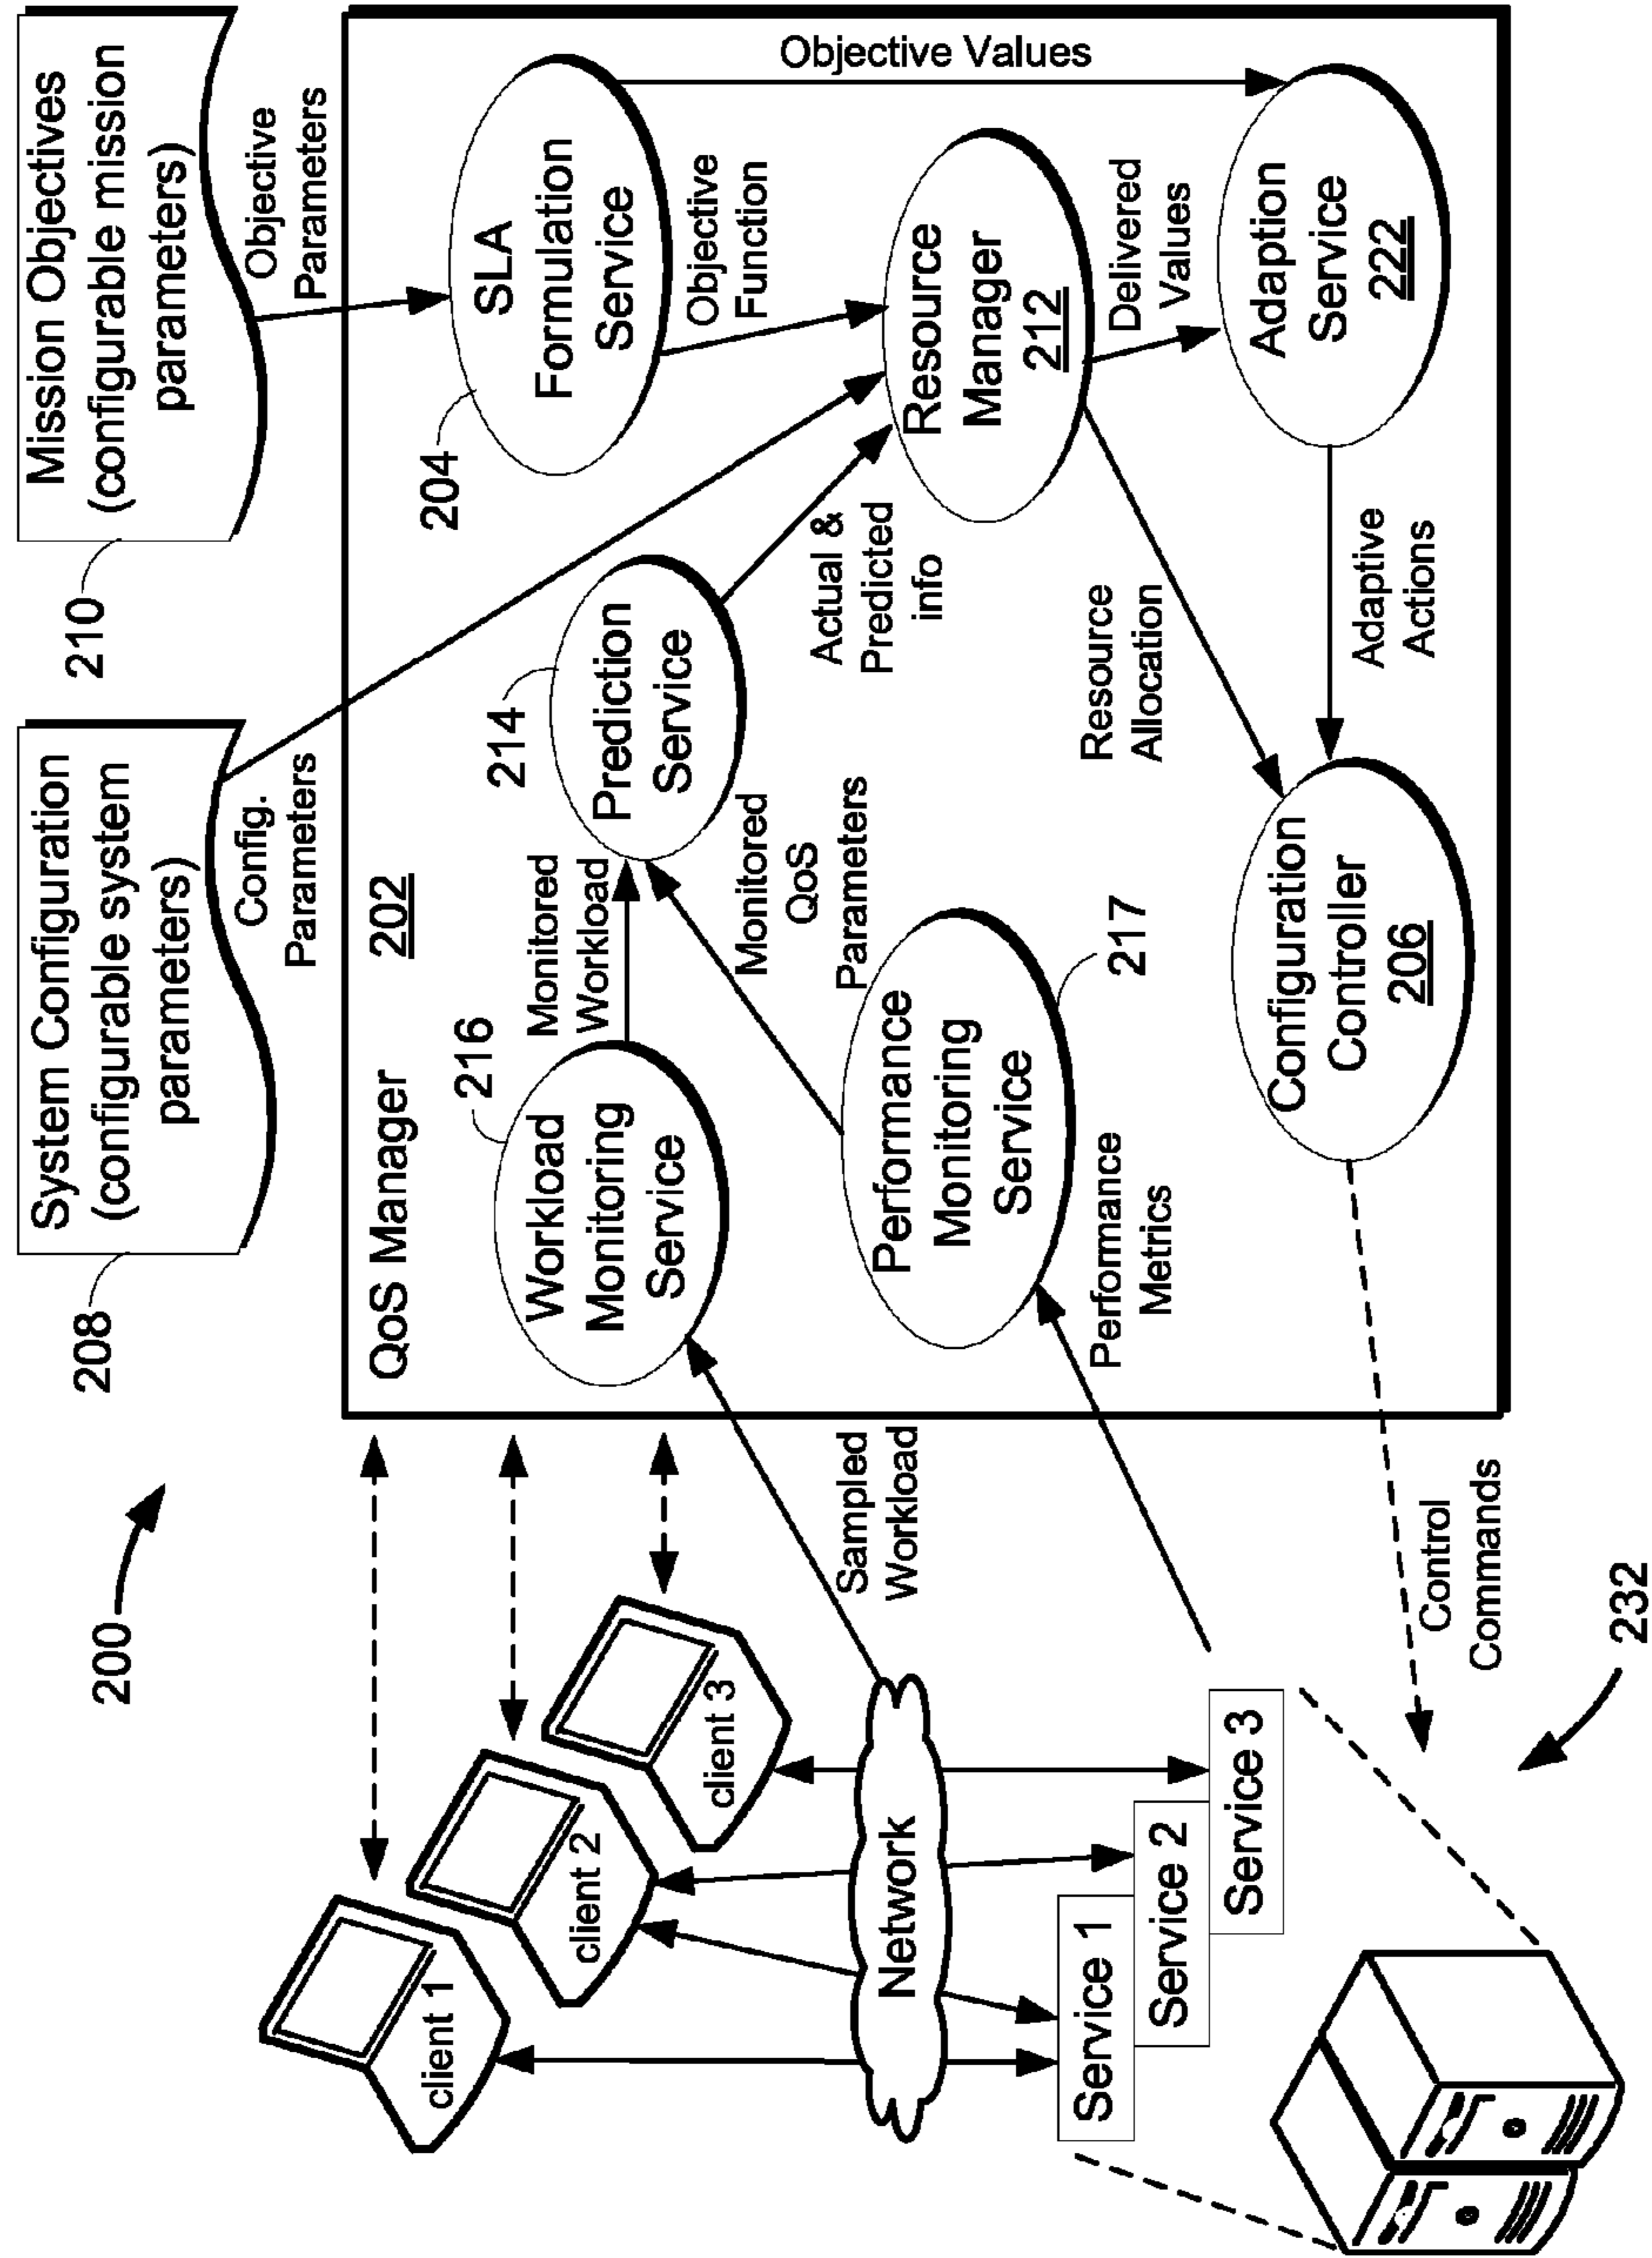 200
208
System Configuration
(configurable system
parameters)
210
Mission Objectives
(configurable mission
parameters)
Config.
Parameters
Objective
Parameters
QoS Manager
202
client 1
client 2
client 3
216
Workload
Monitoring
Service
Monitored
Workload
214
Prediction
Service
204
SLA
Formulation
Service
Objective Values
Objective
Function
Sampled
Workload
Network
Performance
Monitoring
Service
217
Monitored
QoS
Parameters
Actual &
Predicted
info
Resource
Manager
212
Delivered
Values
Performance
Metrics
Resource
Allocation
Service 1
Service 2
Service 3
Configuration
Controller
206
Adaptive
Actions
Adaption
Service
222
Control
Commands
232